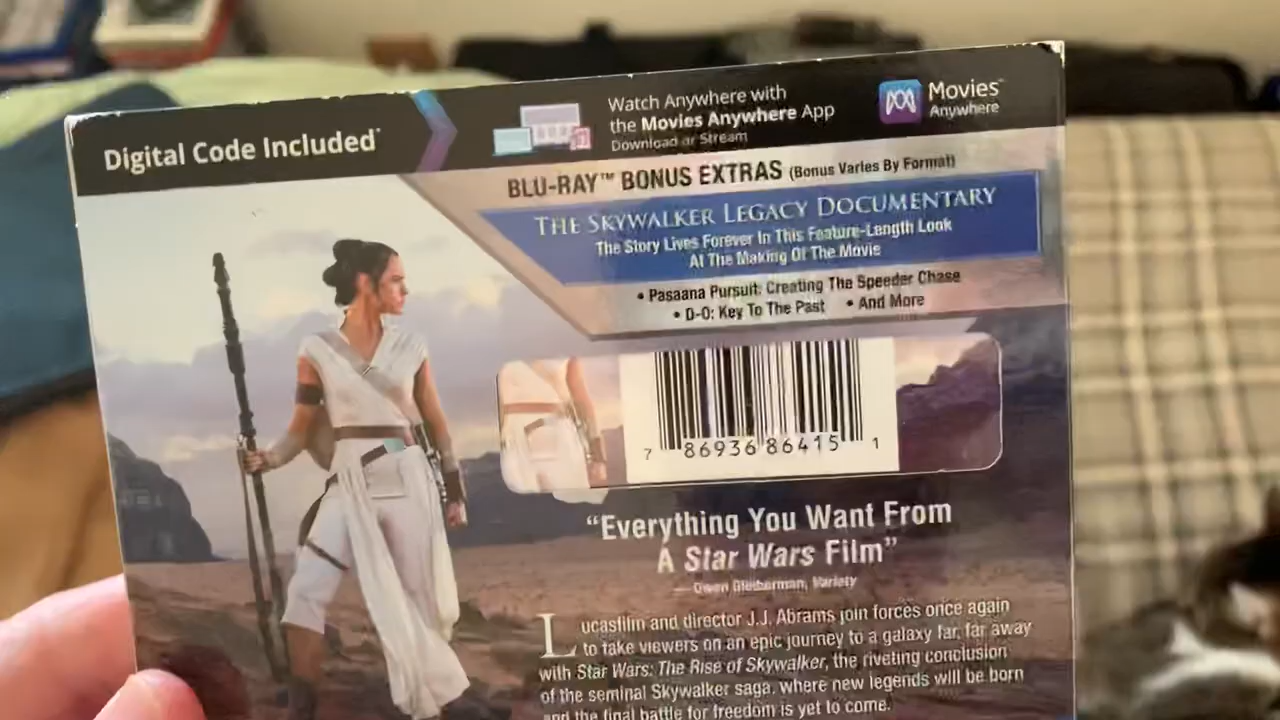 Digital Code Included*
Watch Anywhere with
the Movies Anywhere App
Download or Stream
Movies™
Anywhere
BLU-RAY™ BONUS EXTRAS (Bonus Varies By Format)
THE SKYWALKER LEGACY DOCUMENTARY
The Story Lives Forever In This Feature-Length Look
At The Making Of The Movie
• Pasaana Pursuit: Creating The Speeder Chase
• D-O: Key To The Past • And More
7 86936 86415 1
“Everything You Want From
A Star Wars Film”
— Owen Gleiberman, Variety
Lucasfilm and director J.J. Abrams join forces once again
to take viewers on an epic journey to a galaxy far, far away
with Star Wars: The Rise of Skywalker, the riveting conclusion
of the seminal Skywalker saga, where new legends will be born
and the final battle for freedom is yet to come.